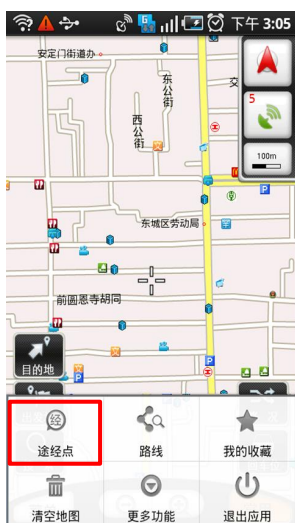 下午 3:05
安定门街道办
东公街
交
西公街
5
100m
P
东城区劳动局
前圆恩寺胡同
目的地
P
P
途经点
路线
我的收藏
清空地图
更多功能
退出应用